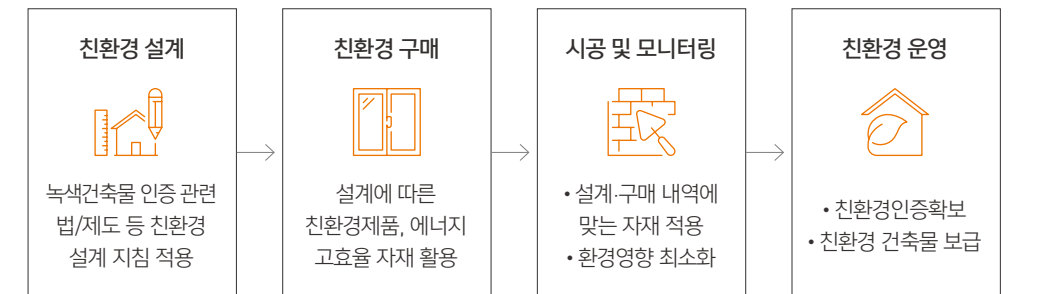 친환경 설계
녹색건축물 인증 관련
법/제도 등 친환경
설계 지침 적용
친환경 구매
설계에 따른
친환경제품, 에너지
고효율 자재 활용
시공 및 모니터링
• 설계·구매 내역에
맞는 자재 적용
• 환경영향 최소화
친환경 운영
• 친환경인증확보
• 친환경 건축물 보급